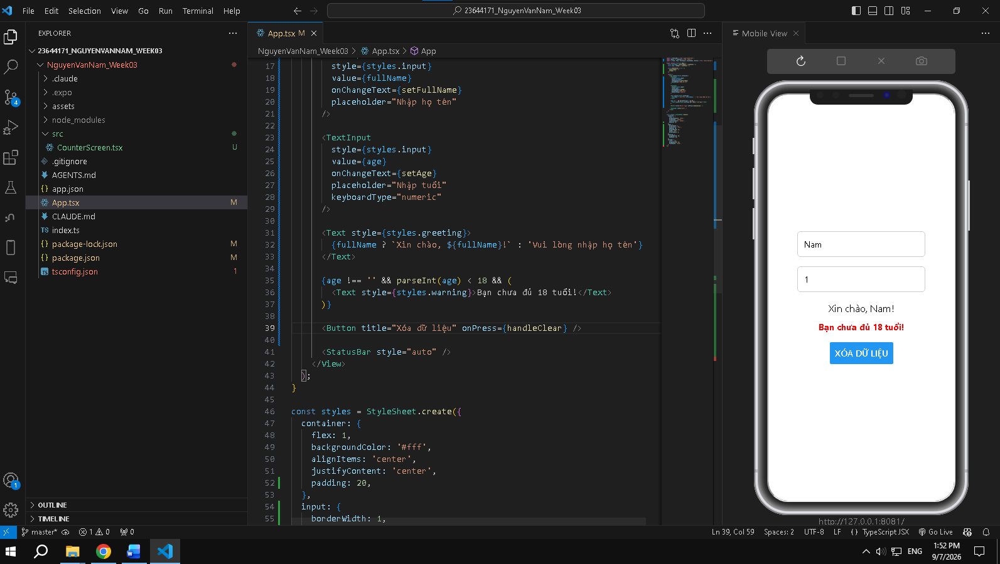 File Edit Selection View Go Run Terminal Help
23644171_NguyenVanNam_Week03
EXPLORER
23644171_NGUYENVANNAM_WEEK03
NguyenVanNam_Week03
.claude
.expo
assets
node_modules
src
CounterScreen.tsx U
.gitignore
AGENTS.md
{} app.json
App.tsx M
CLAUDE.md
TS index.ts
{} package-lock.json M
{} package.json M
TS tsconfig.json 1
OUTLINE
TIMELINE
4
1
App.tsx M
NguyenVanNam_Week03 > App.tsx > App
17 style={styles.input}
18 value={fullName}
19 onChangeText={setFullName}
20 placeholder="Nhập họ tên"
21 />
22
23 <TextInput
24 style={styles.input}
25 value={age}
26 onChangeText={setAge}
27 placeholder="Nhập tuổi"
28 keyboardType="numeric"
29 />
30
31 <Text style={styles.greeting}>
32 {fullName ? `Xin chào, ${fullName}!` : 'Vui lòng nhập họ tên'}
33 </Text>
34
35 {age !== '' && parseInt(age) < 18 && (
36 <Text style={styles.warning}>Bạn chưa đủ 18 tuổi!</Text>
37 )}
38
39 <Button title="Xóa dữ liệu" onPress={handleClear} />
40
41 <StatusBar style="auto" />
42 </View>
43 );
44 }
45
46 const styles = StyleSheet.create({
47 container: {
48 flex: 1,
49 backgroundColor: '#fff',
50 alignItems: 'center',
51 justifyContent: 'center',
52 padding: 20,
53 },
54 input: {
55 borderWidth: 1,
Mobile View
Nam
1
Xin chào, Nam!
Bạn chưa đủ 18 tuổi!
XÓA DỮ LIỆU
http://127.0.0.1:8081/
master* 1 0 0
Ln 39, Col 59 Spaces: 2 UTF-8 LF {} TypeScript JSX Go Live
ENG
1:52 PM
9/7/2026